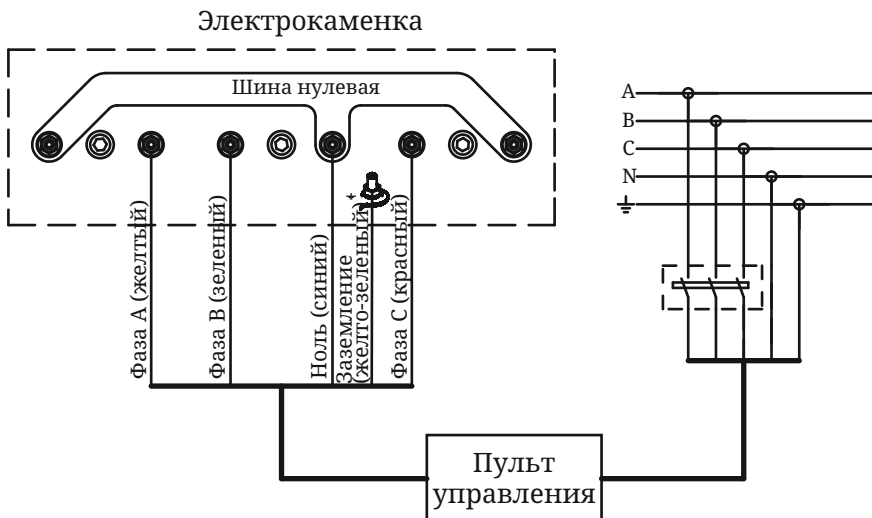 Электрокаменка
Шина нулевая
A
B
C
N
Фаза А (желтый)
Фаза В (зеленый)
Ноль (синий)
Заземление
(желто-зеленый)
Фаза С (красный)
Пульт
управления